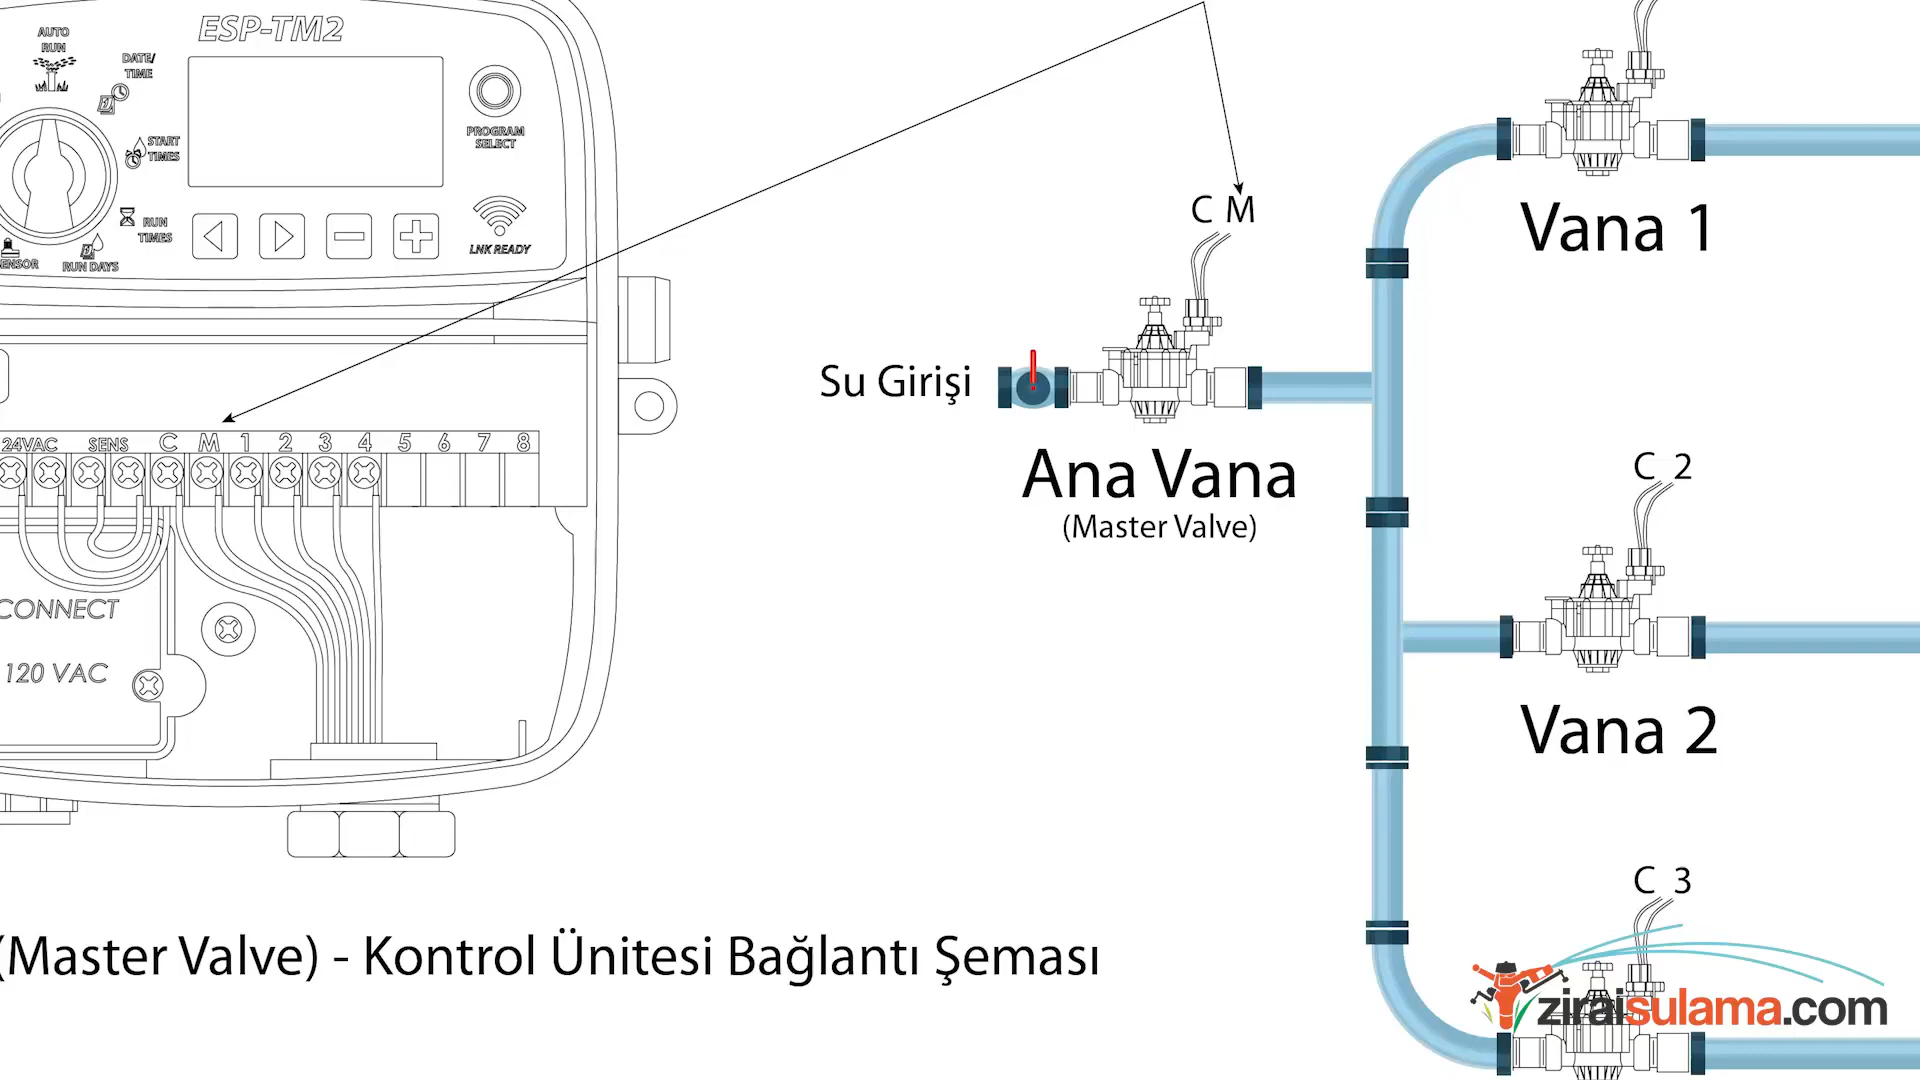 ESP-TM2
AUTO
RUN
DATE/
TIME
START
TIMES
RUN
TIMES
RUN DAYS
PROGRAM
SELECT
LNK READY
24VAC SENS C M 1 2 3 4 5 6 7 8
CONNECT
120 VAC
C M
Su Girişi
Ana Vana
(Master Valve)
Vana 1
C 2
Vana 2
C 3
(Master Valve) - Kontrol Ünitesi Bağlantı Şeması
ziraisulama.com